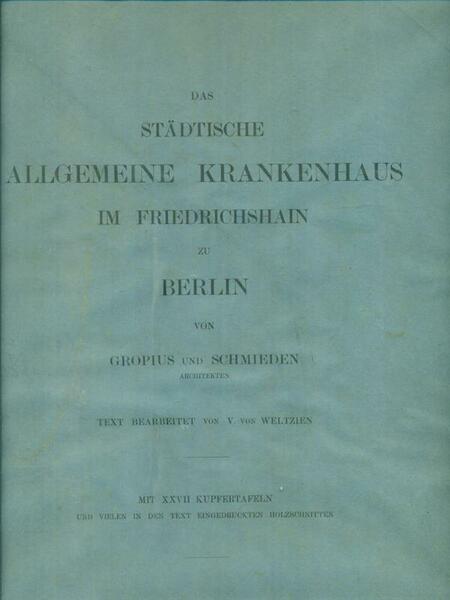 DAS
STÄDTISCHE
ALLGEMEINE KRANKENHAUS
IM FRIEDRICHSHAIN
ZU
BERLIN
VON
GROPIUS UND SCHMIEDEN
ARCHITEKTEN
TEXT BEARBEITET VON V. VON WELTZIEN
MIT XXVII KUPFERTAFELN
UND VIELEN IN DEN TEXT EINGEDRUCKTEN HOLZSCHNITTEN